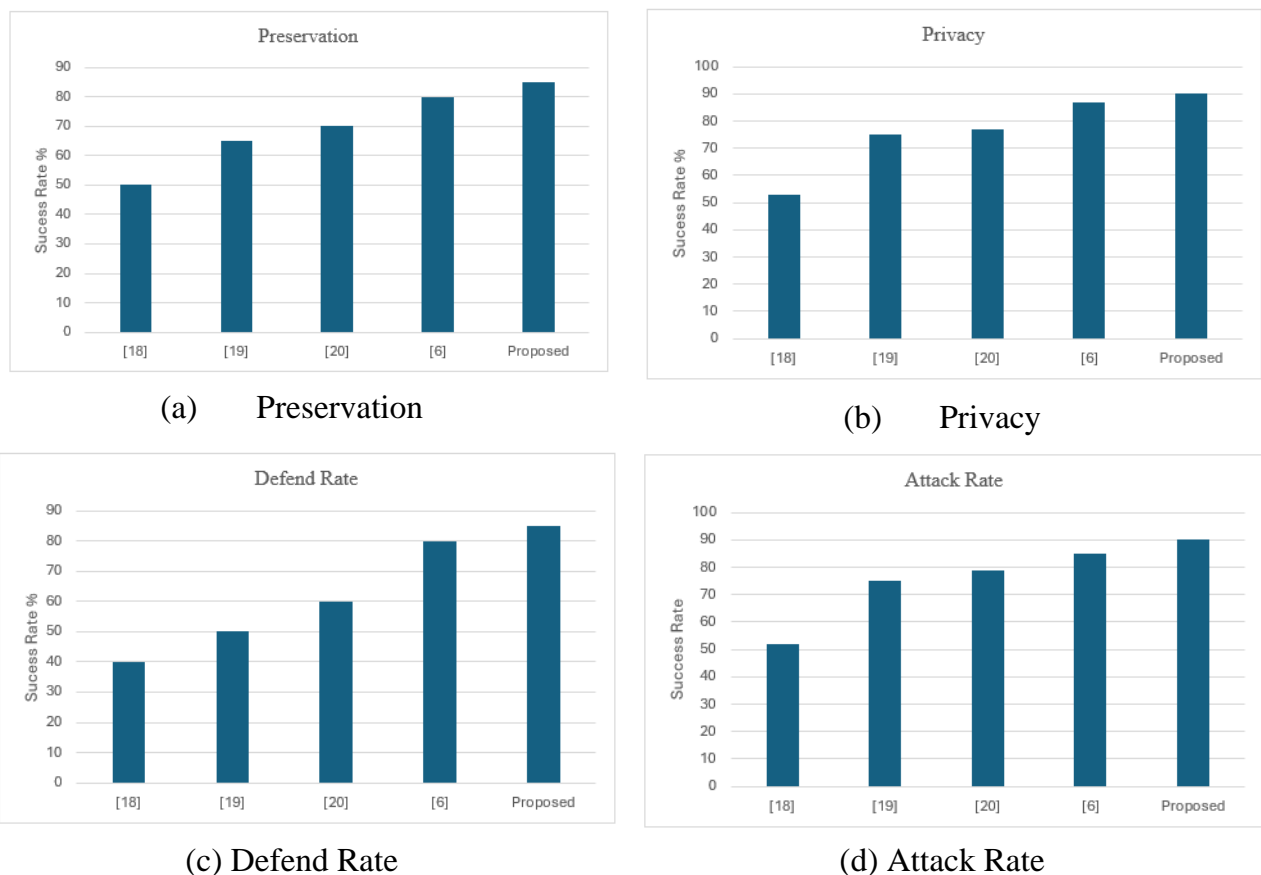 Preservation
Sucess Rate %
90
80
70
60
50
40
30
20
10
0
[18] [19] [20] [6] Proposed
(a) Preservation
Privacy
Sucess Rate %
100
90
80
70
60
50
40
30
20
10
0
[18] [19] [20] [6] Proposed
(b) Privacy
Defend Rate
Sucess Rate %
90
80
70
60
50
40
30
20
10
0
[18] [19] [20] [6] Proposed
(c) Defend Rate
Attack Rate
Success Rate
100
90
80
70
60
50
40
30
20
10
0
[18] [19] [20] [6] Proposed
(d) Attack Rate